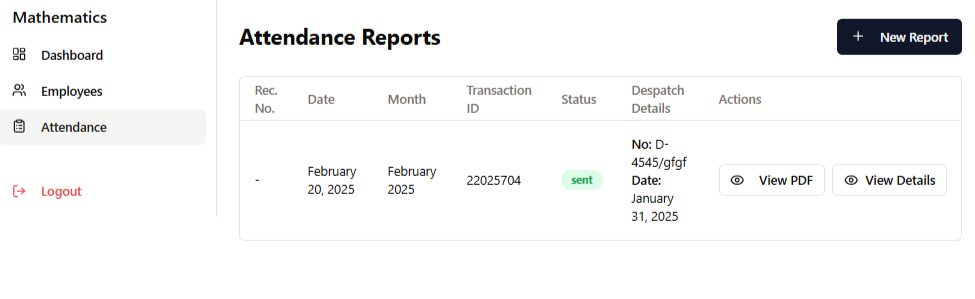 Mathematics
Dashboard
Employees
Attendance
Logout
Attendance Reports
+ New Report
Rec.
No.
Date
Month
Transaction
ID
Status
Despatch
Details
Actions
-
February
20, 2025
February
2025
22025704
sent
No: D-
4545/gfgf
Date:
January
31, 2025
View PDF
View Details